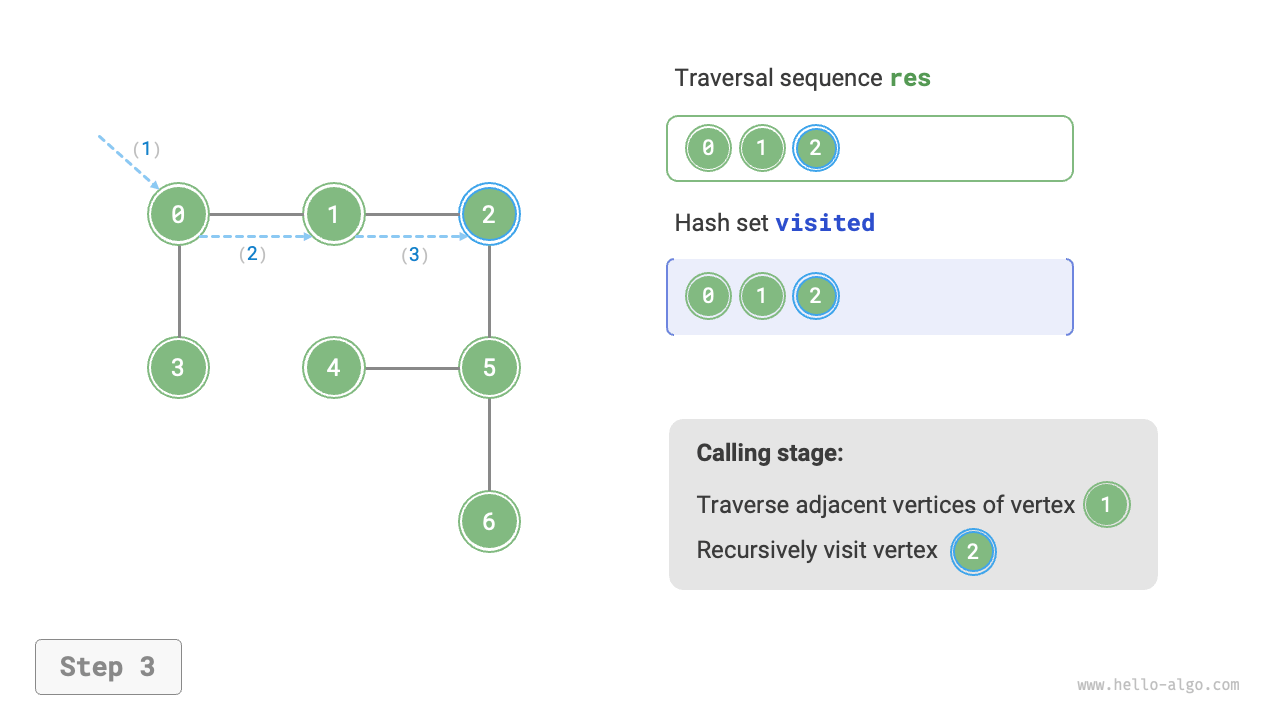 Traversal sequence res
0 1 2
(1)
0 1 2
(2) (3)
Hash set visited
0 1 2
3 4 5
6
Calling stage:
Traverse adjacent vertices of vertex 1
Recursively visit vertex 2
Step 3
www.hello-algo.com